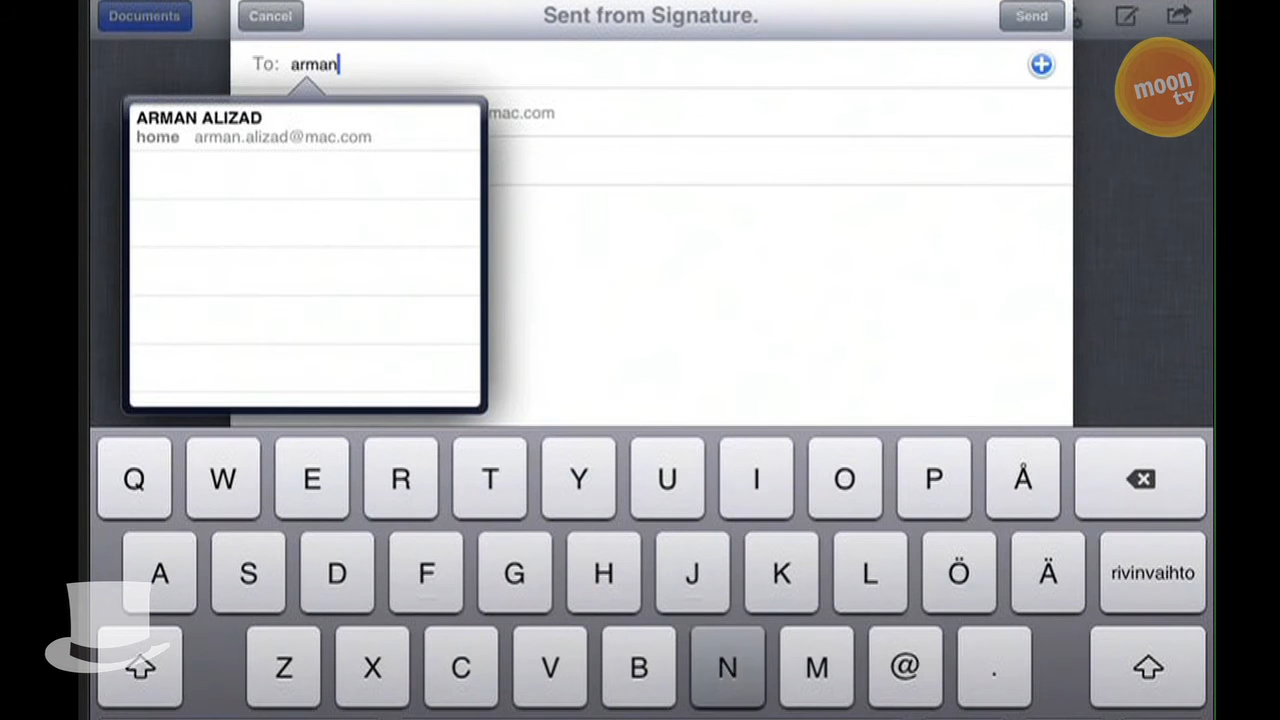 Documents
Cancel
Sent from Signature.
Send
moon
tv
To: arman
mac.com
ARMAN ALIZAD
home arman.alizad@mac.com
Q W E R T Y U I O P Å
A S D F G H J K L Ö Ä rivinvaihto
Z X C V B N M @ .